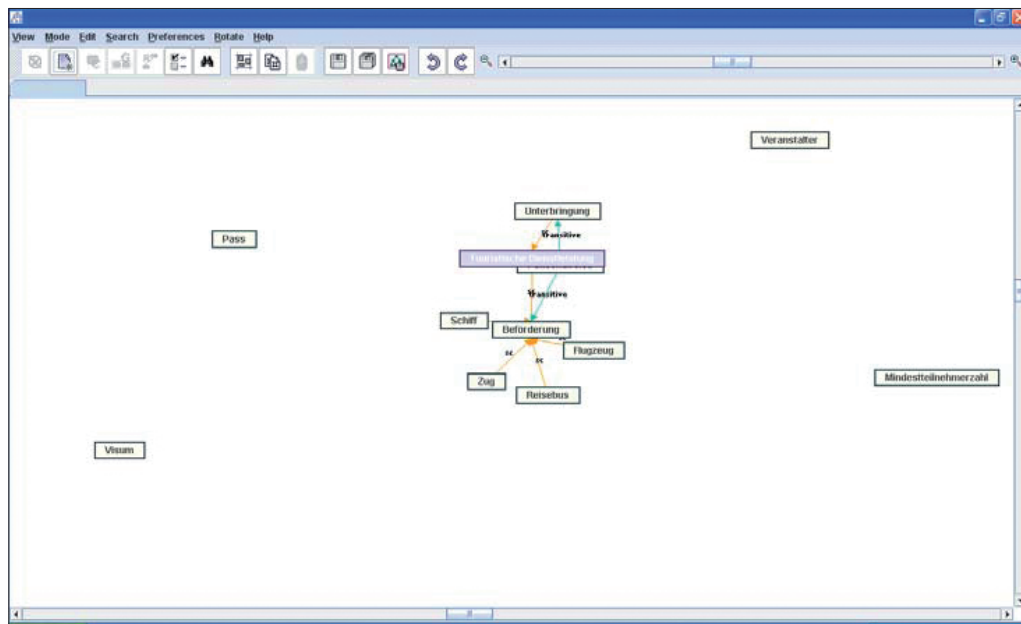 View Mode Edit Search Preferences Rotate Help
Veranstalter
Unterbringung
Pass
Transitive
Touristische Dienstleistung
Transitive
Schiff
Beförderung
Flugzeug
sc
sc
Zug
Mindestteilnehmerzahl
Reisebus
Visum